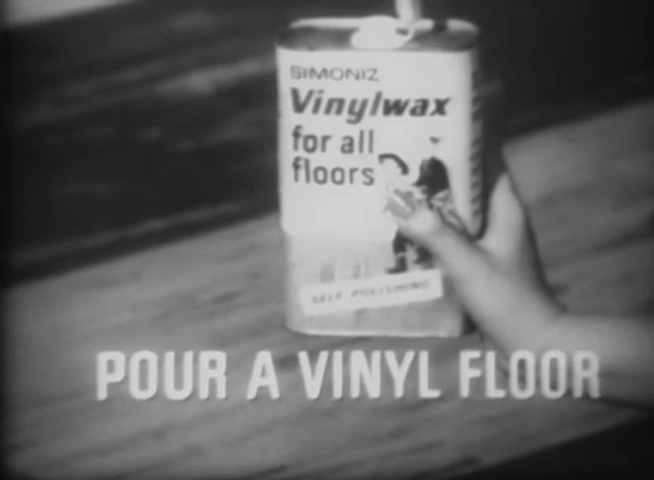 SIMONIZ
Vinylwax
for all
floors
SELF POLISHING
POUR A VINYL FLOOR